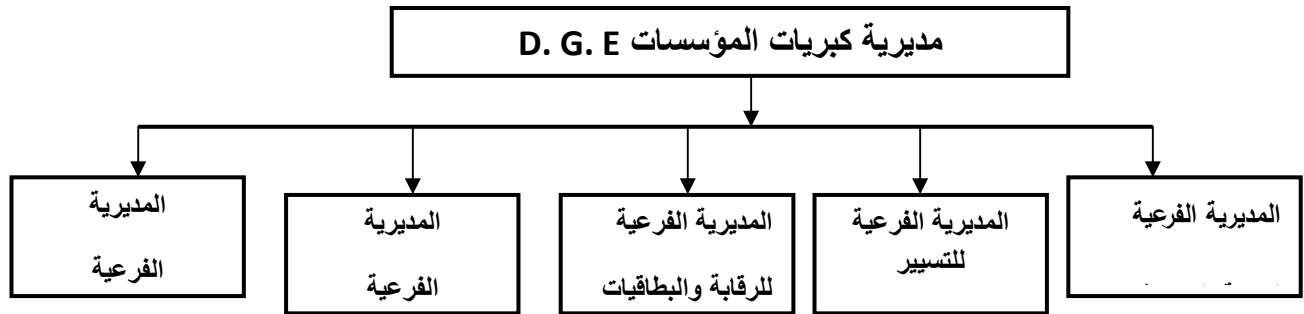 مديرية كبريات المؤسسات D. G. E
المديرية الفرعية
المديرية الفرعية
للتسيير
المديرية الفرعية
للرقابة والبطاقيات
المديرية
الفرعية
المديرية
الفرعية